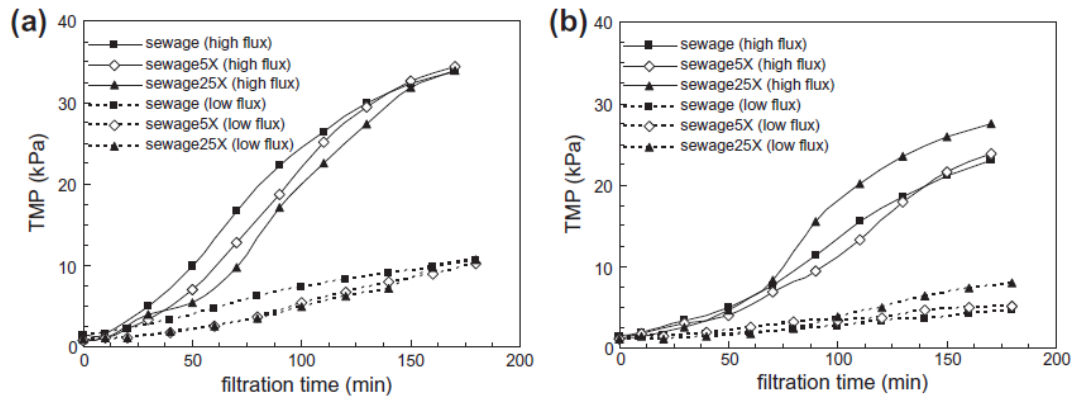 (a)
40
30
20
10
0
TMP (kPa)
sewage (high flux)
sewage5X (high flux)
sewage25X (high flux)
sewage (low flux)
sewage5X (low flux)
sewage25X (low flux)
0 50 100 150 200
filtration time (min)
(b)
40
30
20
10
0
TMP (kPa)
sewage (high flux)
sewage5X (high flux)
sewage25X (high flux)
sewage (low flux)
sewage5X (low flux)
sewage25X (low flux)
0 50 100 150 200
filtration time (min)